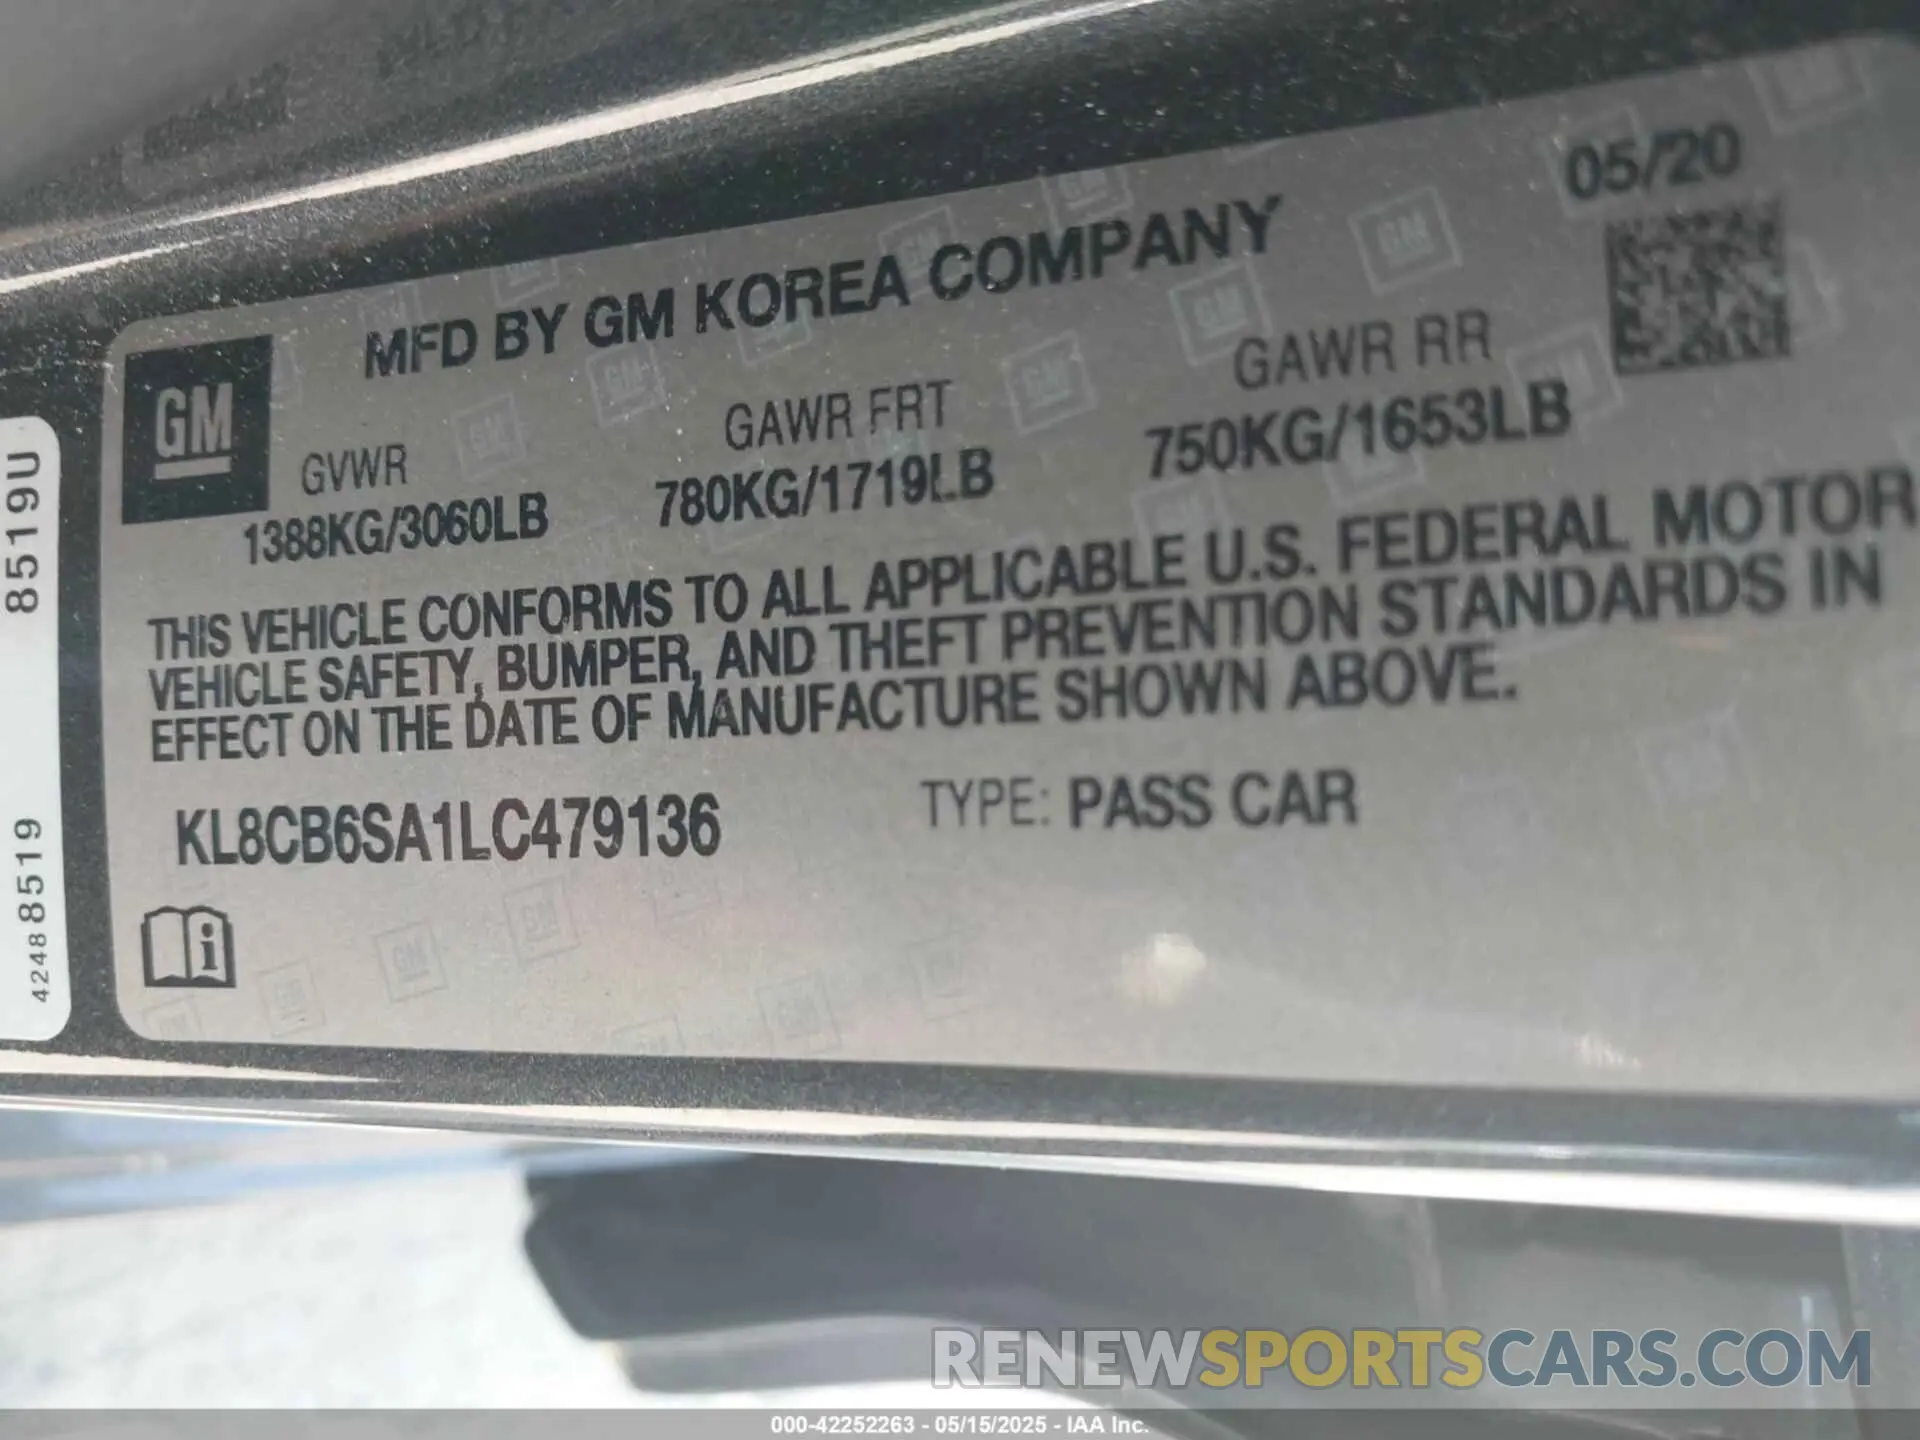 05/20
MFD BY GM KOREA COMPANY
GM
GVWR GAWR FRT GAWR RR
1388KG/3060LB 780KG/1719LB 750KG/1653LB
THIS VEHICLE CONFORMS TO ALL APPLICABLE U.S. FEDERAL MOTOR
VEHICLE SAFETY, BUMPER, AND THEFT PREVENTION STANDARDS IN
EFFECT ON THE DATE OF MANUFACTURE SHOWN ABOVE.
KL8CB6SA1LC479136 TYPE: PASS CAR
42488519 8519U
RENEWSPORTSCARS.COM
000-42252263 - 05/15/2025 - IAA Inc.